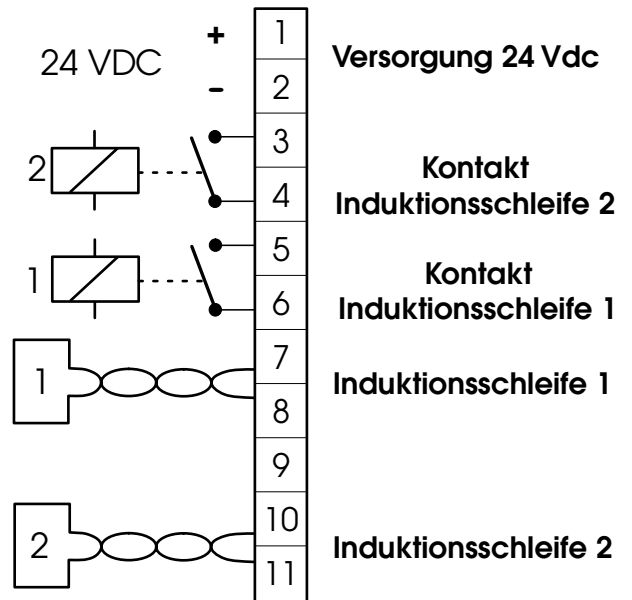 24 VDC
+
-
1
2
3
4
5
6
7
8
9
10
11
2
1
1
2
Versorgung 24 Vdc
Kontakt
Induktionsschleife 2
Kontakt
Induktionsschleife 1
Induktionsschleife 1
Induktionsschleife 2